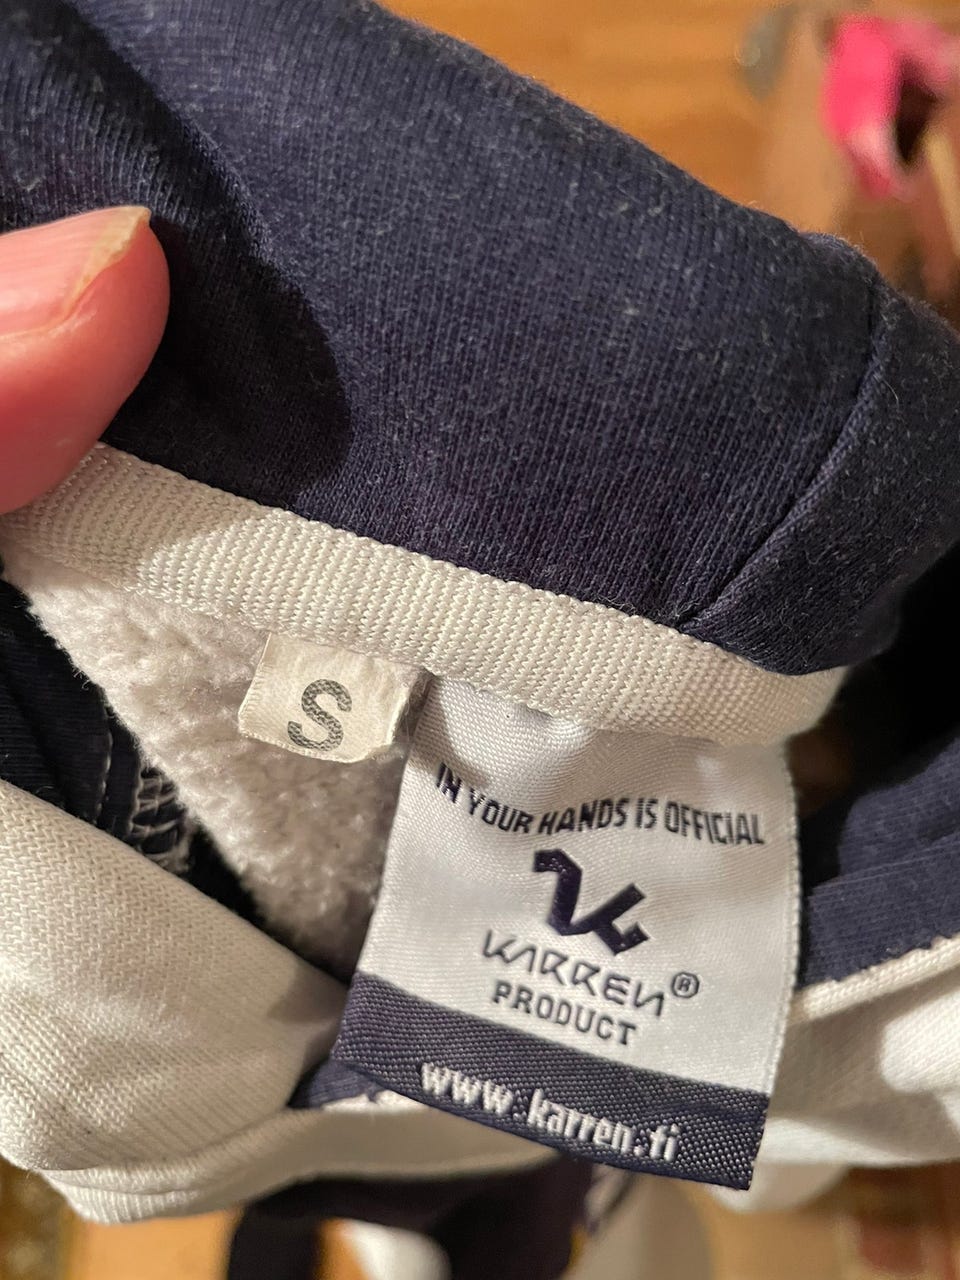 S
IN YOUR HANDS IS OFFICIAL
KARREN®
PRODUCT
www.karren.fi